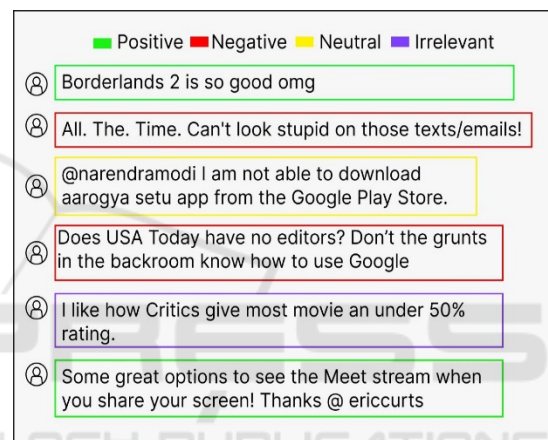 Positive Negative Neutral Irrelevant
Borderlands 2 is so good omg
All. The. Time. Can't look stupid on those texts/emails!
@narendramodi I am not able to download
aarogya setu app from the Google Play Store.
Does USA Today have no editors? Don’t the grunts
in the backroom know how to use Google
I like how Critics give most movie an under 50%
rating.
Some great options to see the Meet stream when
you share your screen! Thanks @ ericcurts